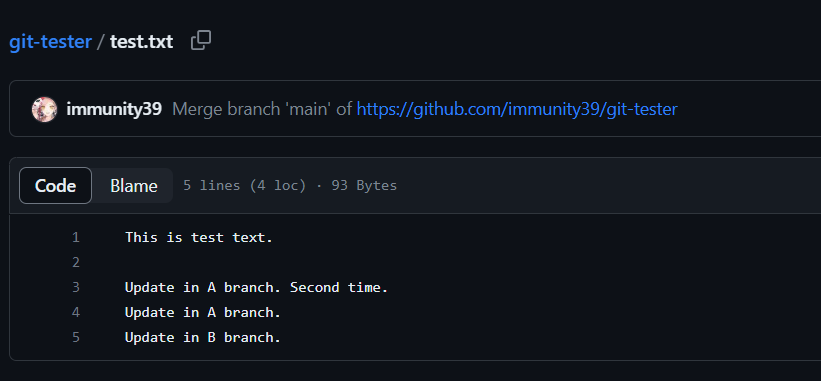 git-tester / test.txt
immunity39 Merge branch 'main' of https://github.com/immunity39/git-tester
Code Blame 5 lines (4 loc) · 93 Bytes
1 This is test text.
2
3 Update in A branch. Second time.
4 Update in A branch.
5 Update in B branch.